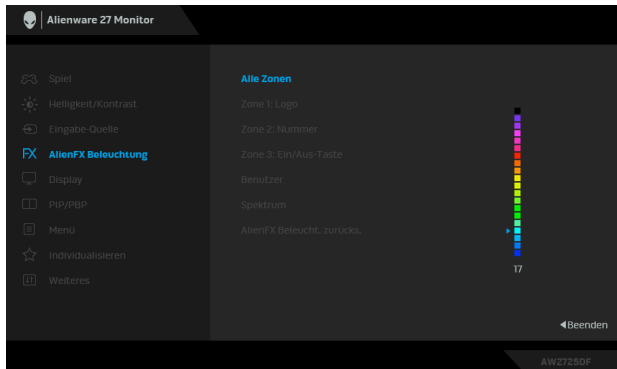 Alienware 27 Monitor
Spiel
Helligkeit/Kontrast
Eingabe-Quelle
FX AlienFX Beleuchtung
Display
PIP/PBP
Menü
Individualisieren
Weiteres
Alle Zonen
Zone 1: Logo
Zone 2: Nummer
Zone 3: Ein/Aus-Taste
Benutzer
Spektrum
AlienFX Beleucht. zurücks.
17
Beenden
AW2725DF